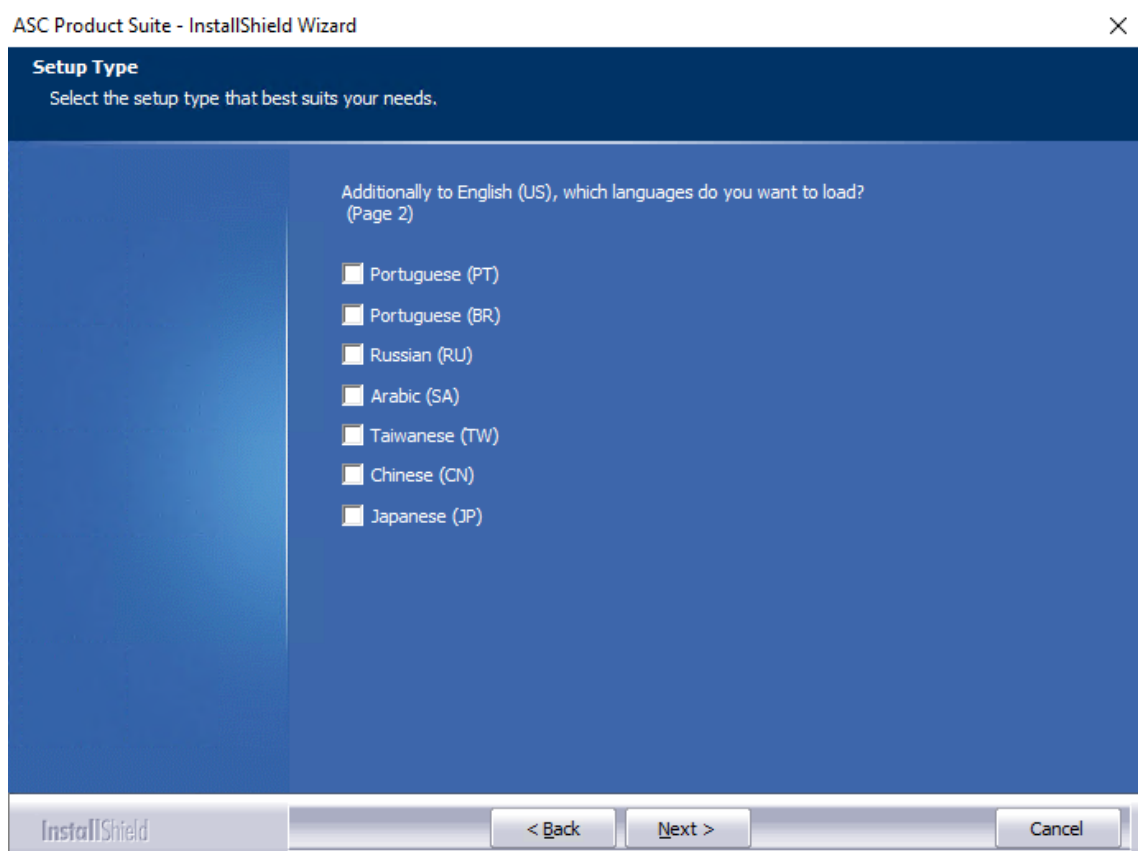 ASC Product Suite - InstallShield Wizard
Setup Type
Select the setup type that best suits your needs.
Additionally to English (US), which languages do you want to load?
(Page 2)
Portuguese (PT)
Portuguese (BR)
Russian (RU)
Arabic (SA)
Taiwanese (TW)
Chinese (CN)
Japanese (JP)
InstallShield
< Back
Next >
Cancel